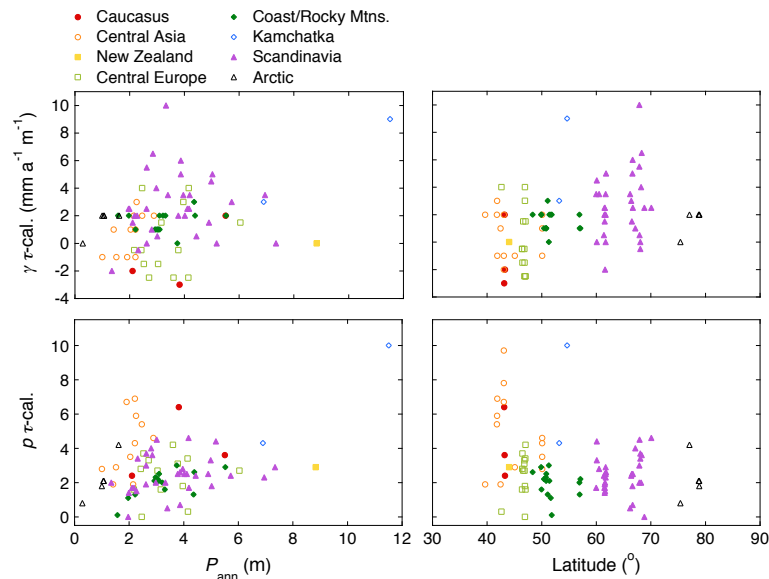 Caucasus
Central Asia
New Zealand
Central Europe
Coast/Rocky Mtns.
Kamchatka
Scandinavia
Arctic
γ τ-cal. (mm a⁻¹ m⁻¹)
10
8
6
4
2
0
-2
-4
p τ-cal.
10
8
6
4
2
0
0 2 4 6 8 10 12
P_ann (m)
30 40 50 60 70 80 90
Latitude (°)